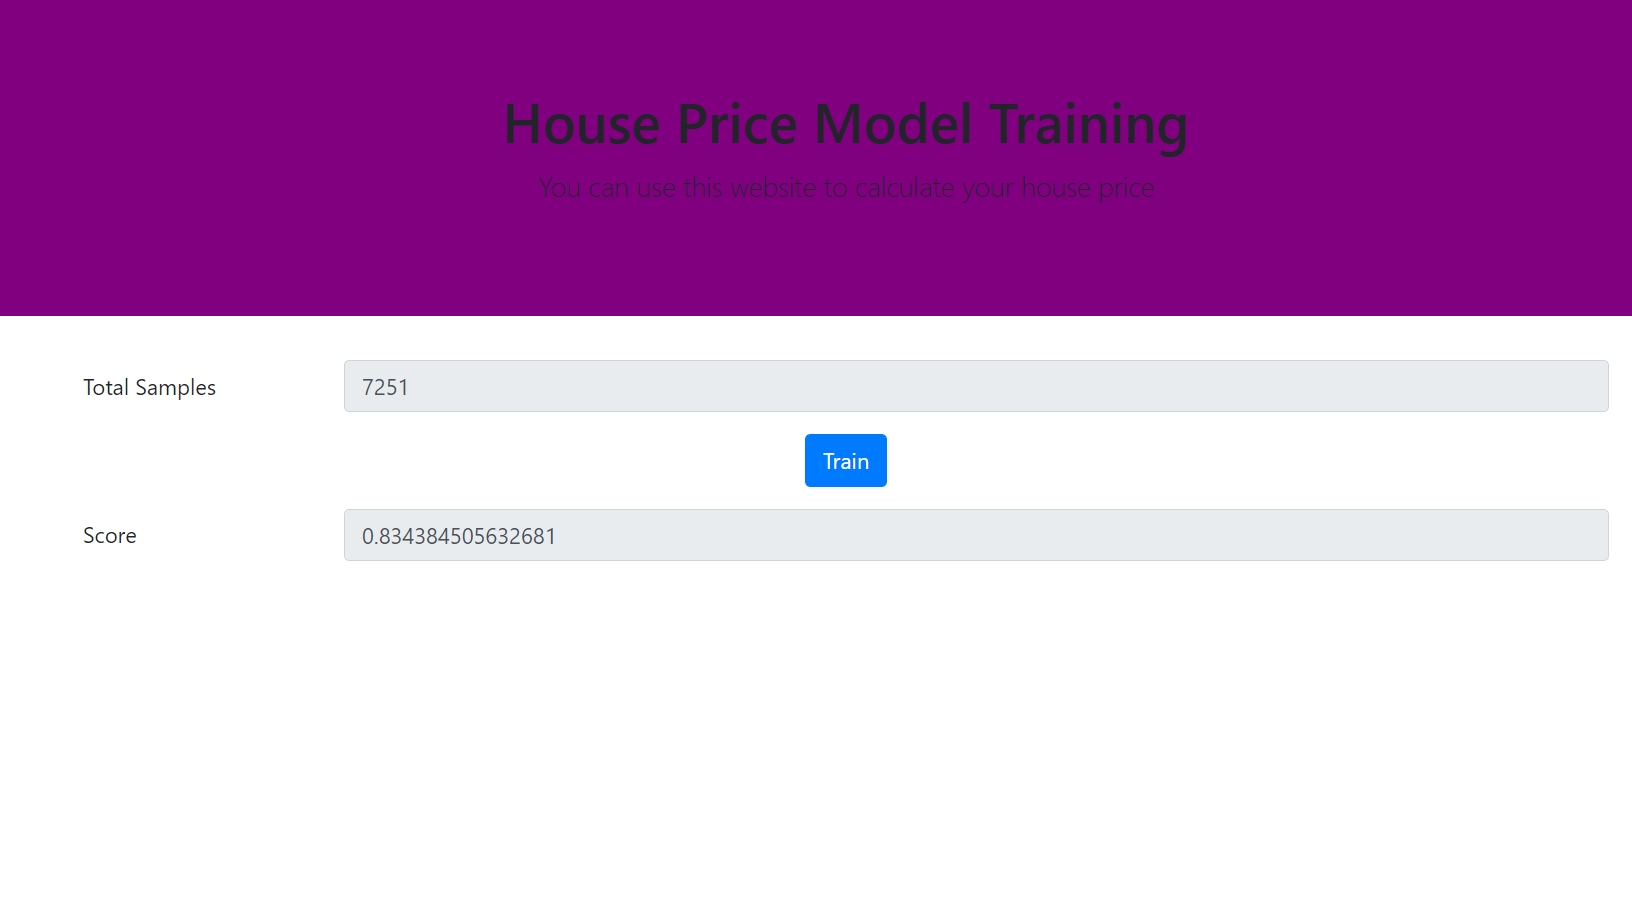 House Price Model Training
You can use this website to calculate your house price
Total Samples
7251
Train
Score
0.834384505632681